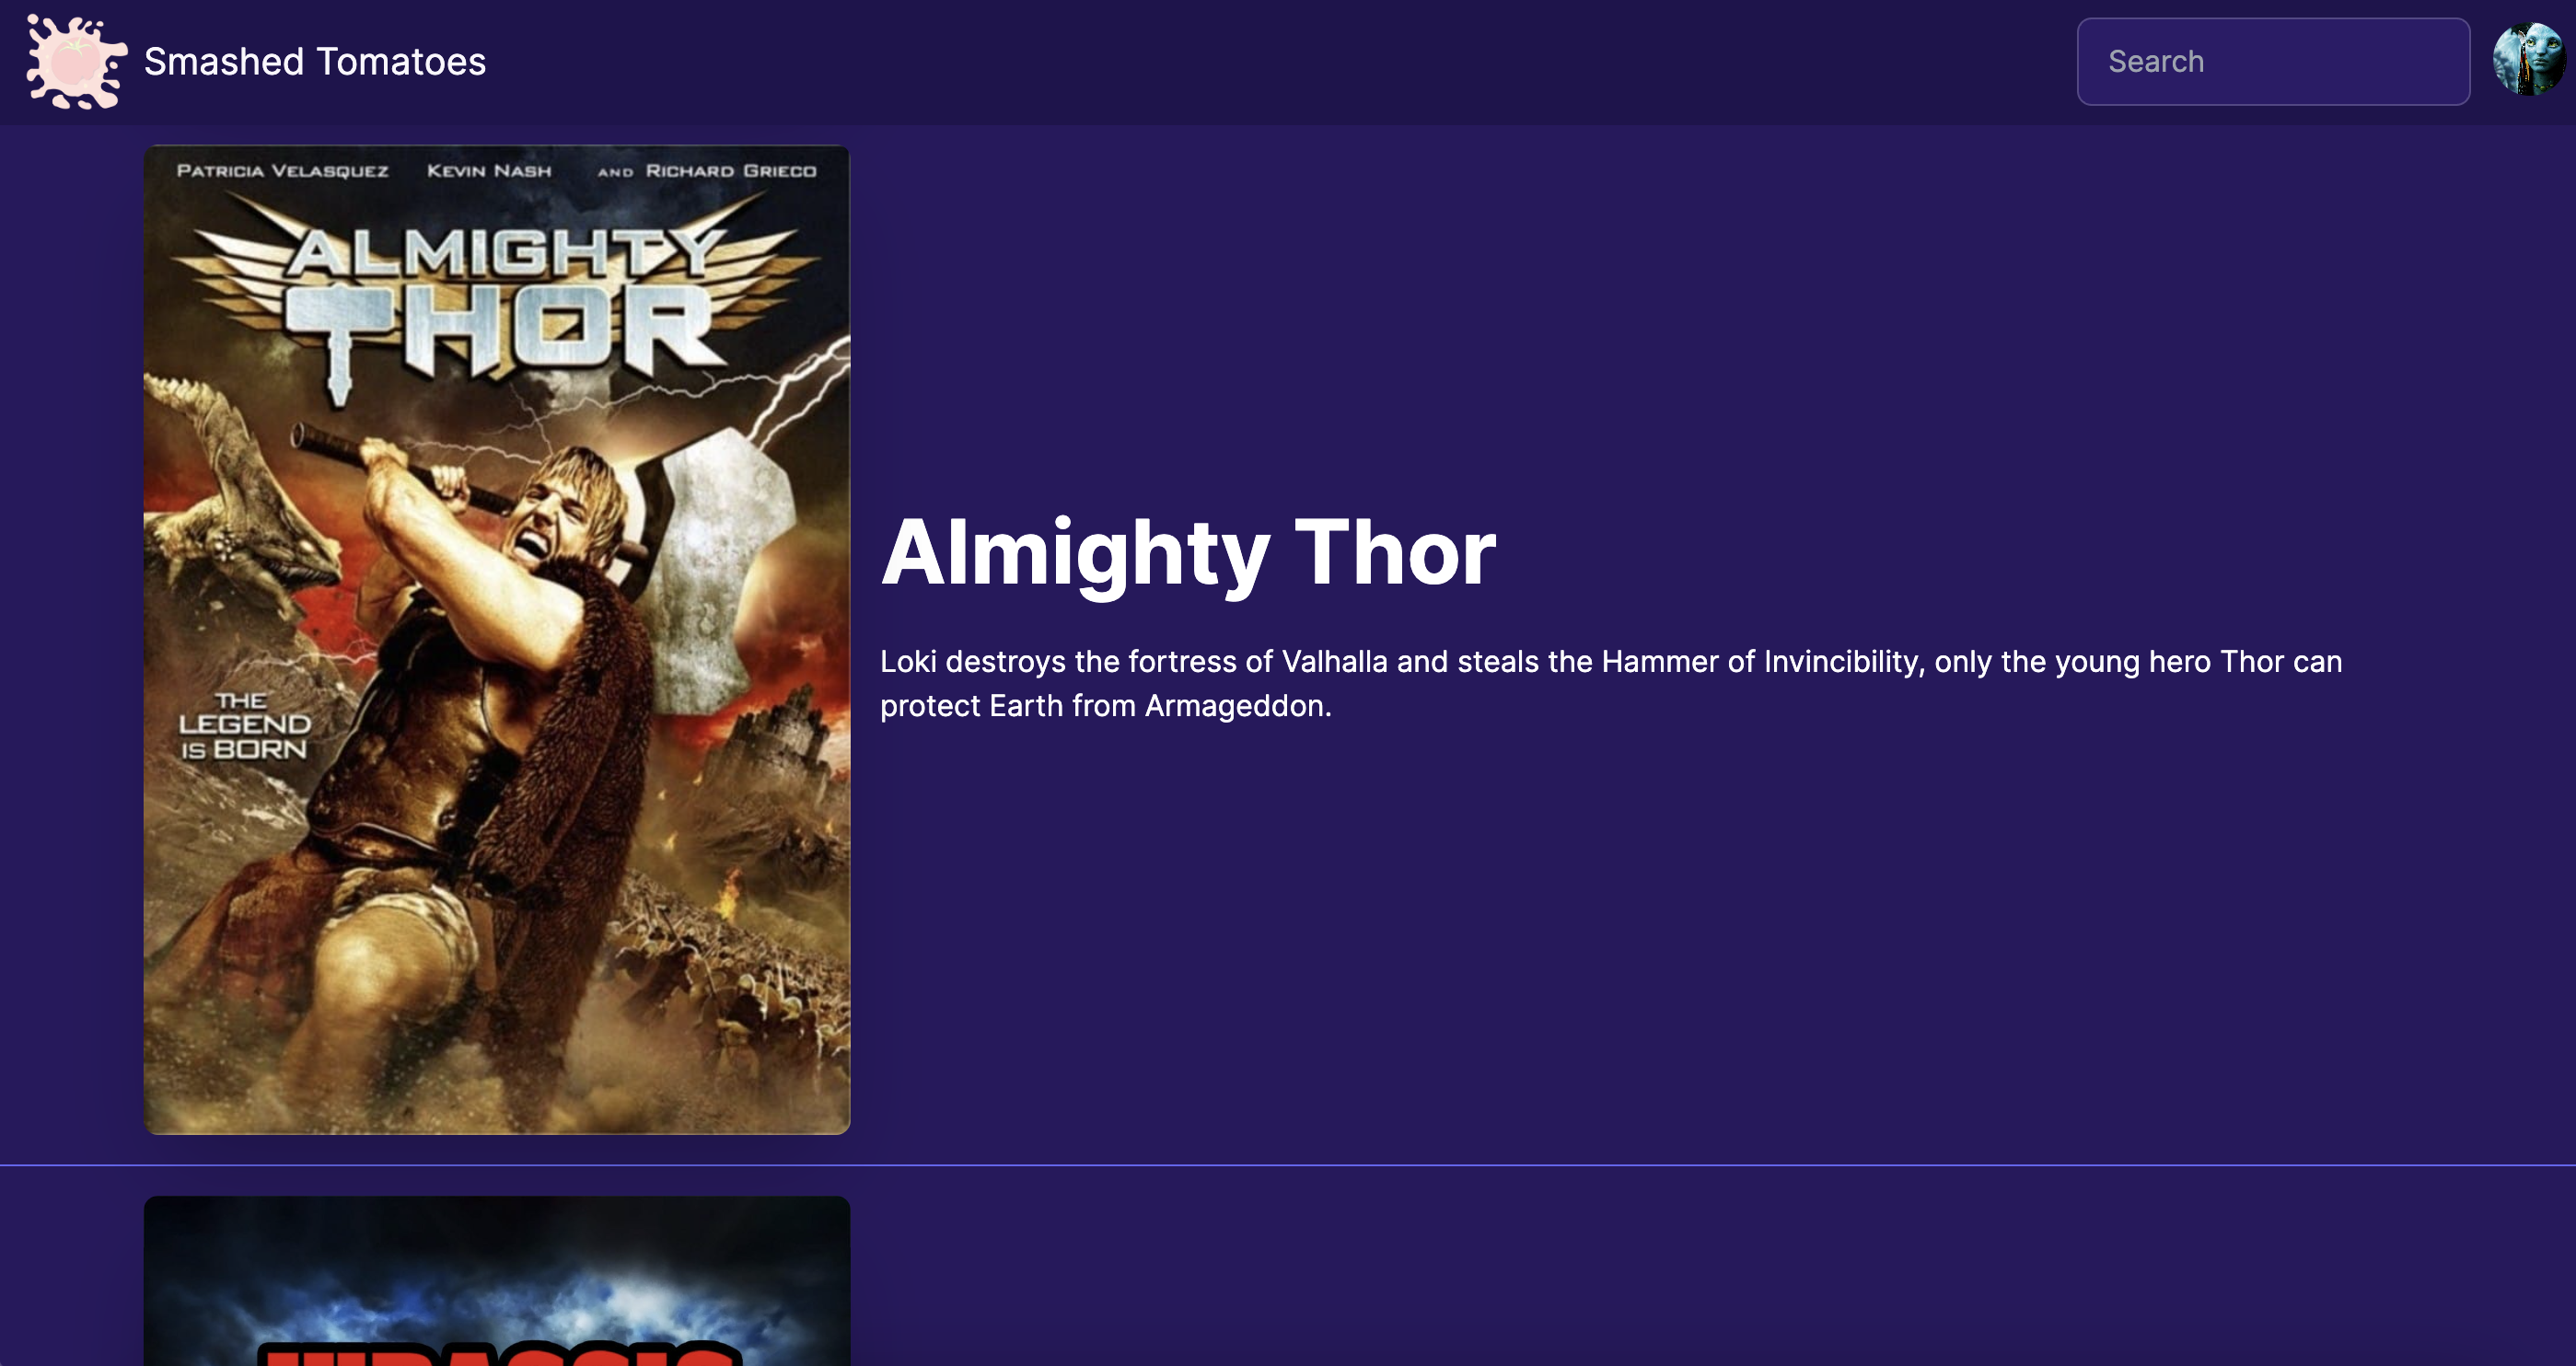 Smashed Tomatoes
Search
PATRICIA VELASQUEZ KEVIN NASH AND RICHARD GRIECO
ALMIGHTY
THOR
THE
LEGEND
IS BORN
Almighty Thor
Loki destroys the fortress of Valhalla and steals the Hammer of Invincibility, only the young hero Thor can
protect Earth from Armageddon.
JURASSIC